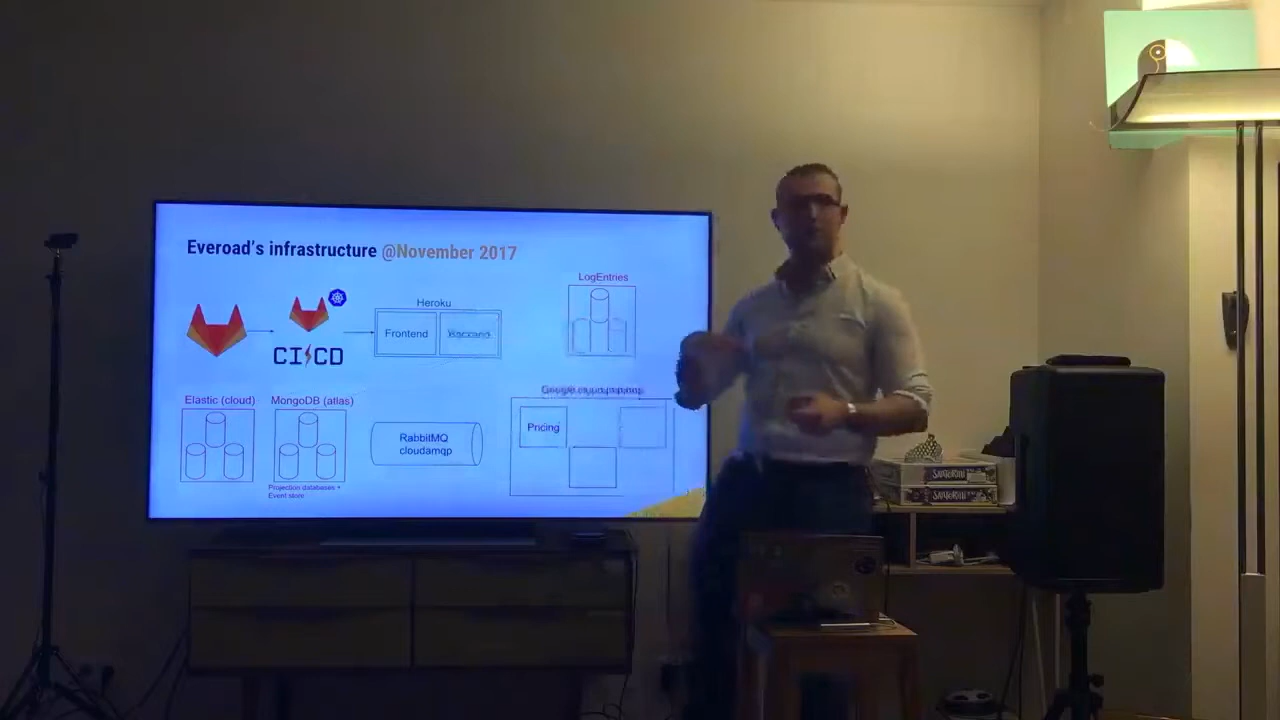 Everoad's infrastructure @November 2017
LogEntries
Heroku
Frontend
Backend
CI CD
Elastic (cloud)
MongoDB (atlas)
Pricing
RabbitMQ
cloudamqp
Projection databases +
Event store